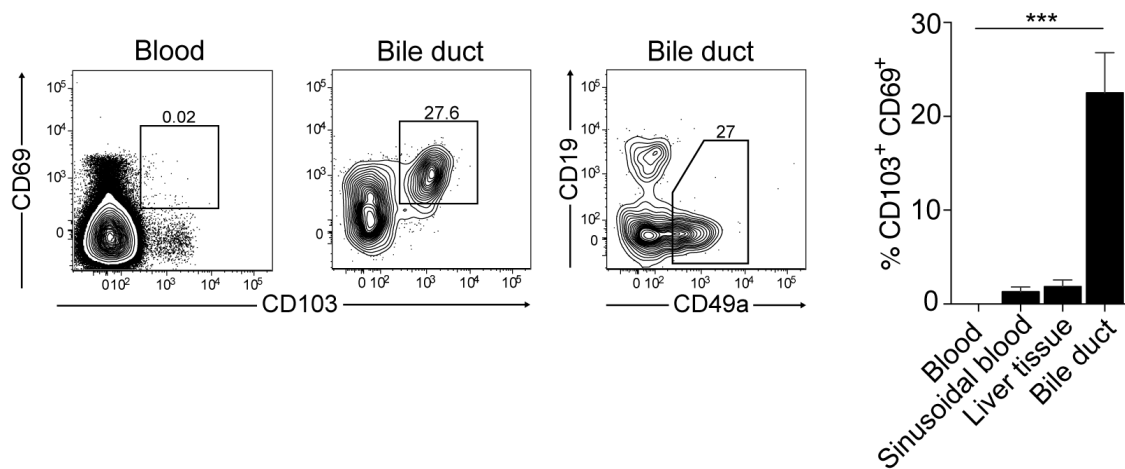 Blood
CD69
10⁵
10⁴
10³
0
0.02
0 10² 10³ 10⁴ 10⁵
Bile duct
10⁵
10⁴
10³
0
27.6
0 10² 10³ 10⁴ 10⁵
CD103
Bile duct
CD19
10⁵
10⁴
10³
10²
0
27
0 10² 10³ 10⁴ 10⁵
CD49a
% CD103⁺ CD69⁺
30
20
10
0
***
Blood
Sinusoidal blood
Liver tissue
Bile duct